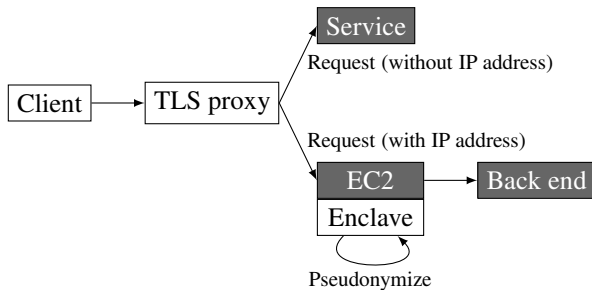 Service
Request (without IP address)
Client
TLS proxy
Request (with IP address)
EC2
Back end
Enclave
Pseudonymize